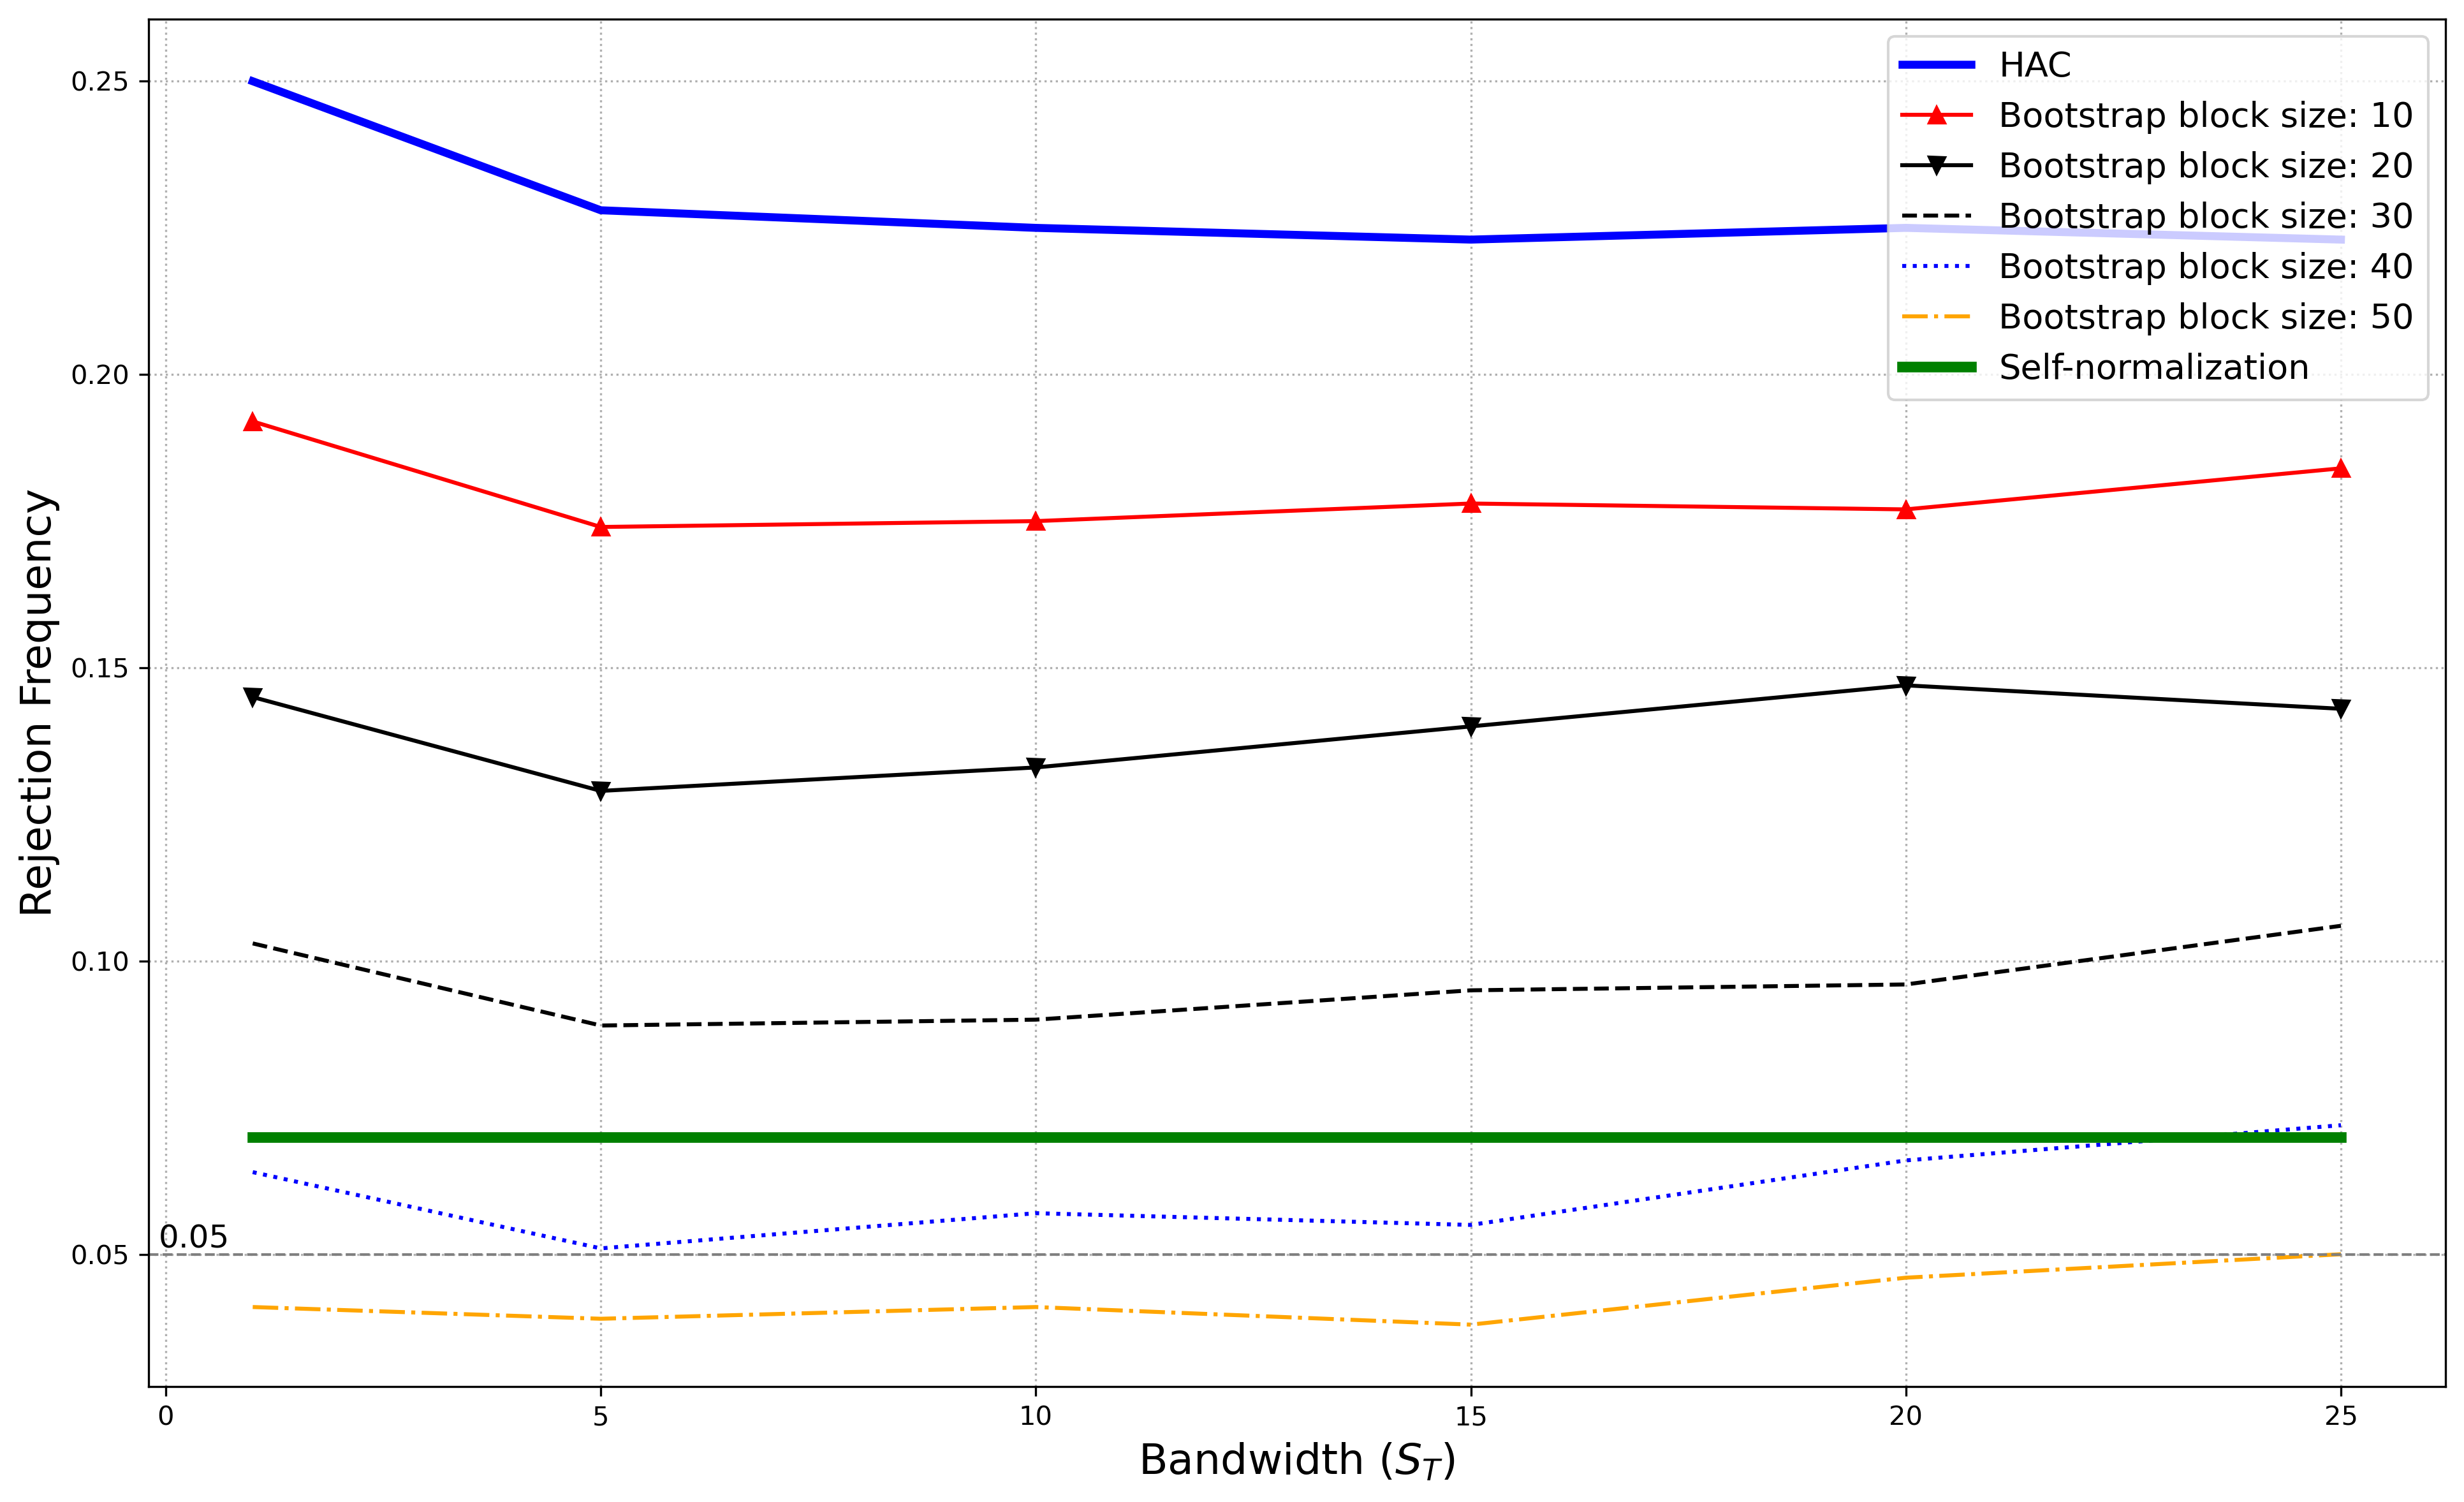 HAC
Bootstrap block size: 10
Bootstrap block size: 20
Bootstrap block size: 30
Bootstrap block size: 40
Bootstrap block size: 50
Self-normalization
Rejection Frequency
0.25
0.20
0.15
0.10
0.05
0.05
0 5 10 15 20 25
Bandwidth (S_T)